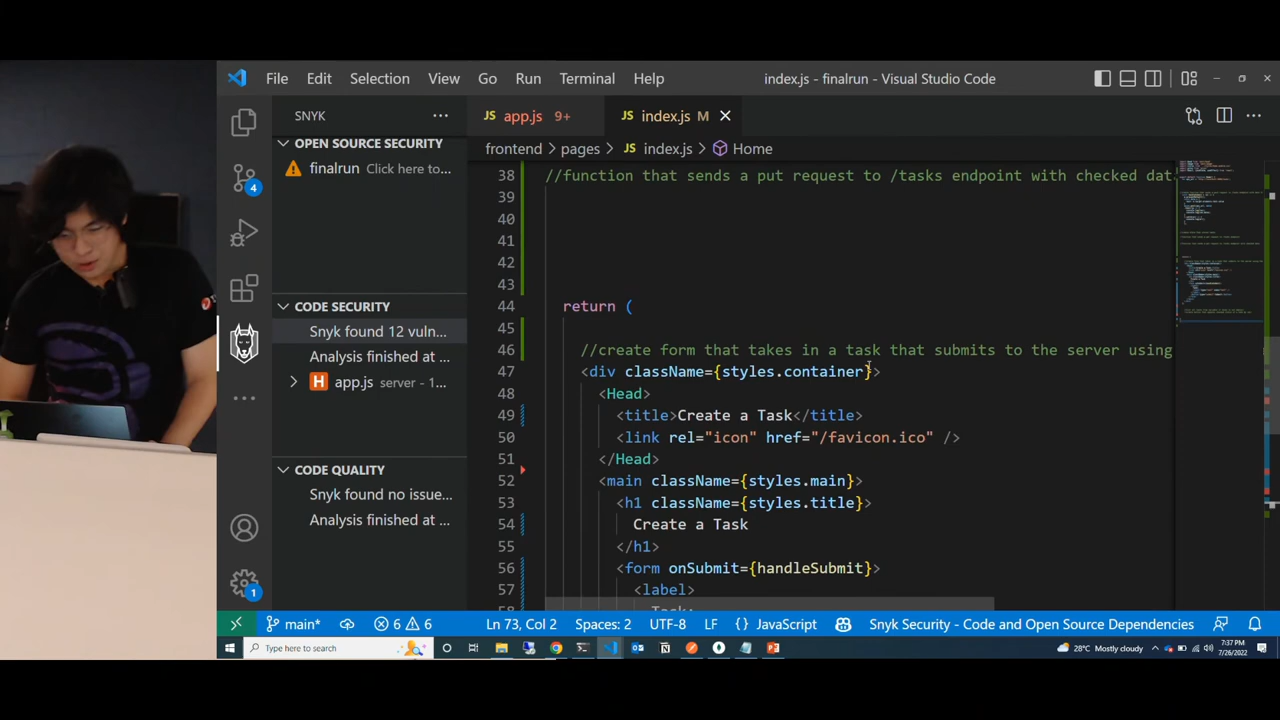 File Edit Selection View Go Run Terminal Help
index.js - finalrun - Visual Studio Code
SNYK
JS app.js 9+
JS index.js M
OPEN SOURCE SECURITY
finalrun Click here to...
frontend > pages > JS index.js > Home
38 //function that sends a put request to /tasks endpoint with checked dat
39
40
41
42
43
44 return (
45
46 //create form that takes in a task that submits to the server using
47 <div className={styles.container}>
48 <Head>
49 <title>Create a Task</title>
50 <link rel="icon" href="/favicon.ico" />
51 </Head>
52 <main className={styles.main}>
53 <h1 className={styles.title}>
54 Create a Task
55 </h1>
56 <form onSubmit={handleSubmit}>
57 <label>
4
CODE SECURITY
Snyk found 12 vuln...
Analysis finished at ...
H app.js server - 1...
CODE QUALITY
Snyk found no issue...
Analysis finished at ...
1
main* 6 6 Ln 73, Col 2 Spaces: 2 UTF-8 LF {} JavaScript Snyk Security - Code and Open Source Dependencies
Type here to search
28°C Mostly cloudy
7:37 PM
7/26/2022